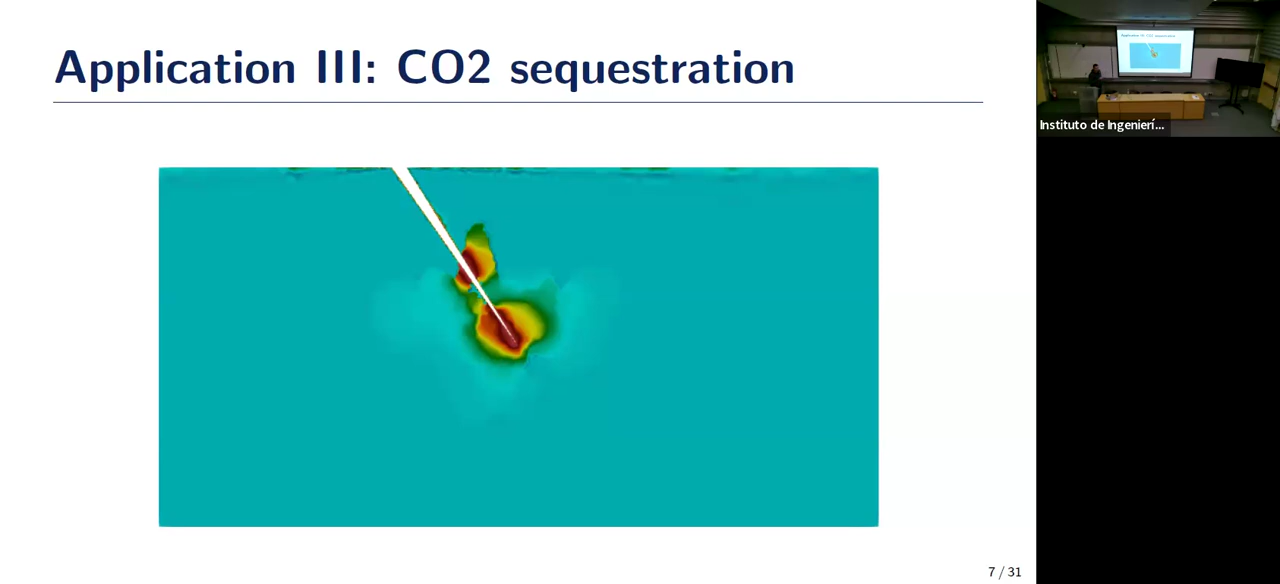 Application III: CO2 sequestration
Instituto de Ingenierí...
7 / 31